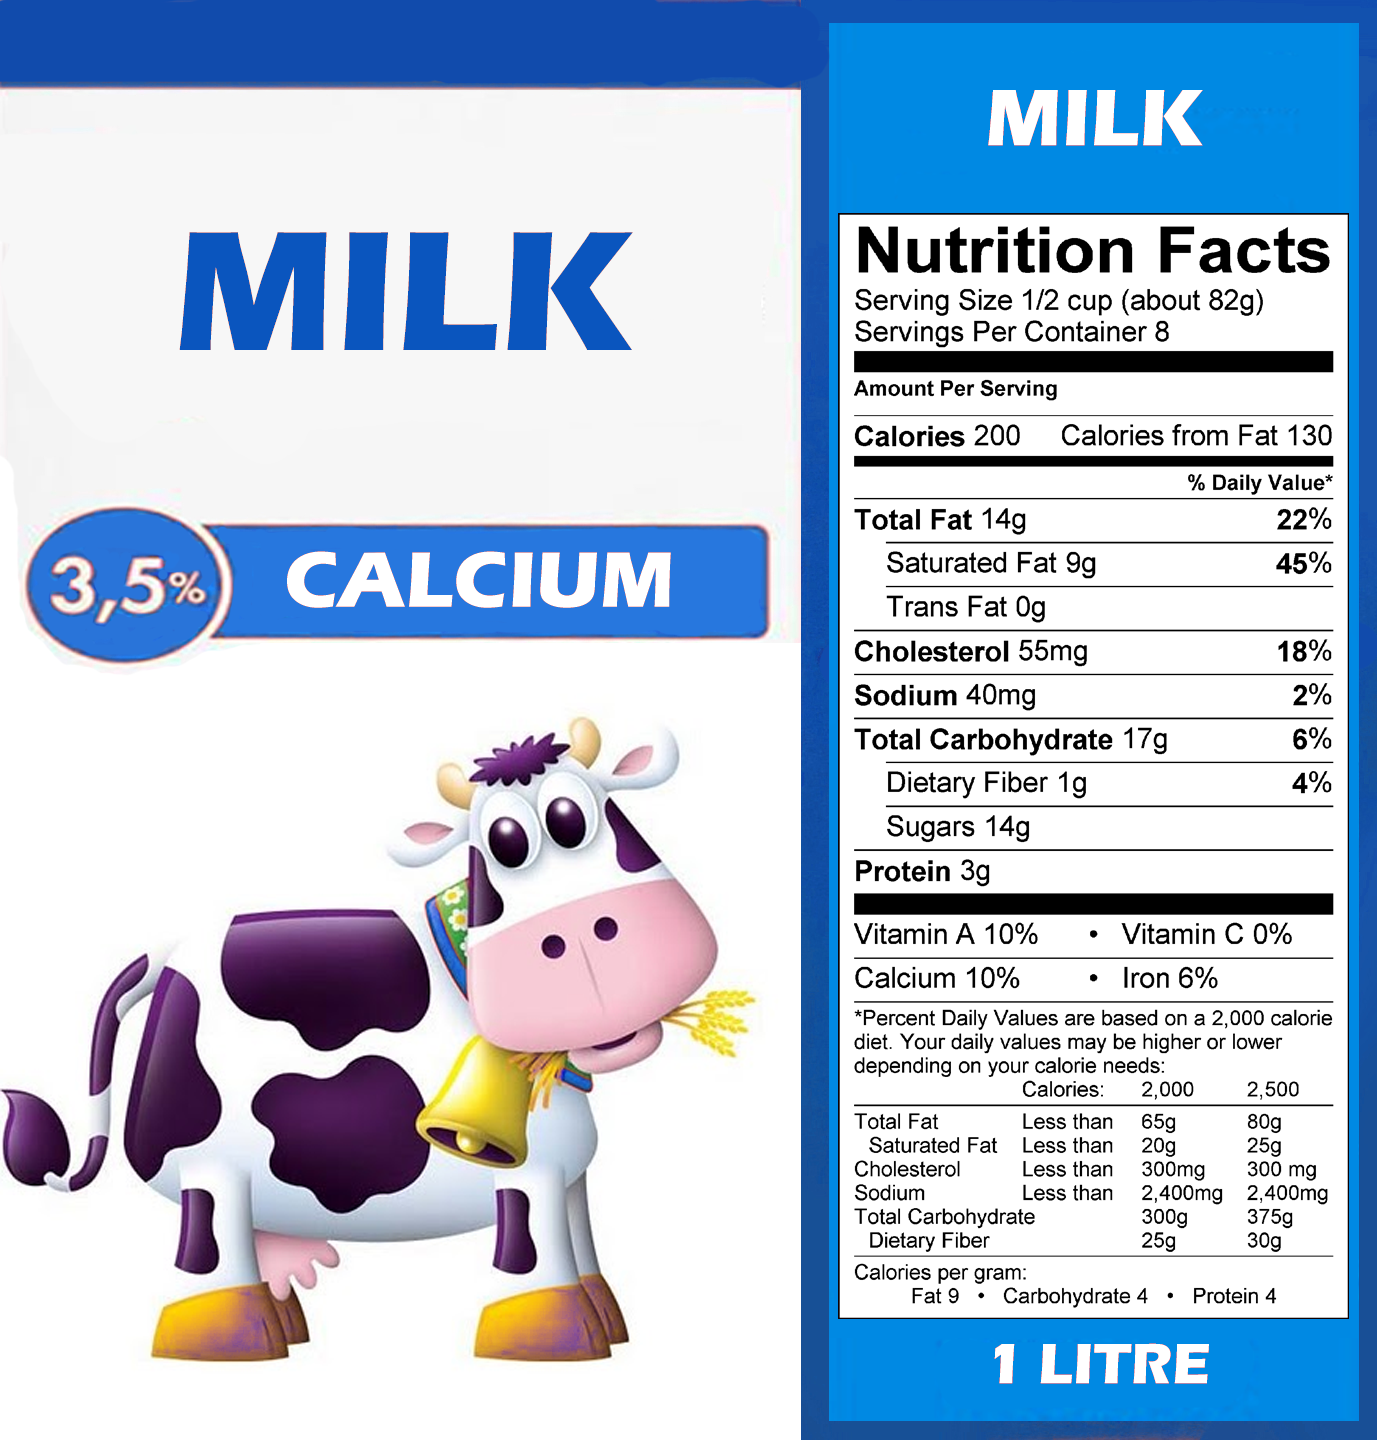 MILK
3,5%
CALCIUM
MILK
Nutrition Facts
Serving Size 1/2 cup (about 82g)
Servings Per Container 8
Amount Per Serving
Calories 200 Calories from Fat 130
% Daily Value*
Total Fat 14g 22%
Saturated Fat 9g 45%
Trans Fat 0g
Cholesterol 55mg 18%
Sodium 40mg 2%
Total Carbohydrate 17g 6%
Dietary Fiber 1g 4%
Sugars 14g
Protein 3g
Vitamin A 10% • Vitamin C 0%
Calcium 10% • Iron 6%
*Percent Daily Values are based on a 2,000 calorie
diet. Your daily values may be higher or lower
depending on your calorie needs:
Calories: 2,000 2,500
Total Fat Less than 65g 80g
Saturated Fat Less than 20g 25g
Cholesterol Less than 300mg 300 mg
Sodium Less than 2,400mg 2,400mg
Total Carbohydrate 300g 375g
Dietary Fiber 25g 30g
Calories per gram:
Fat 9 • Carbohydrate 4 • Protein 4
1 LITRE